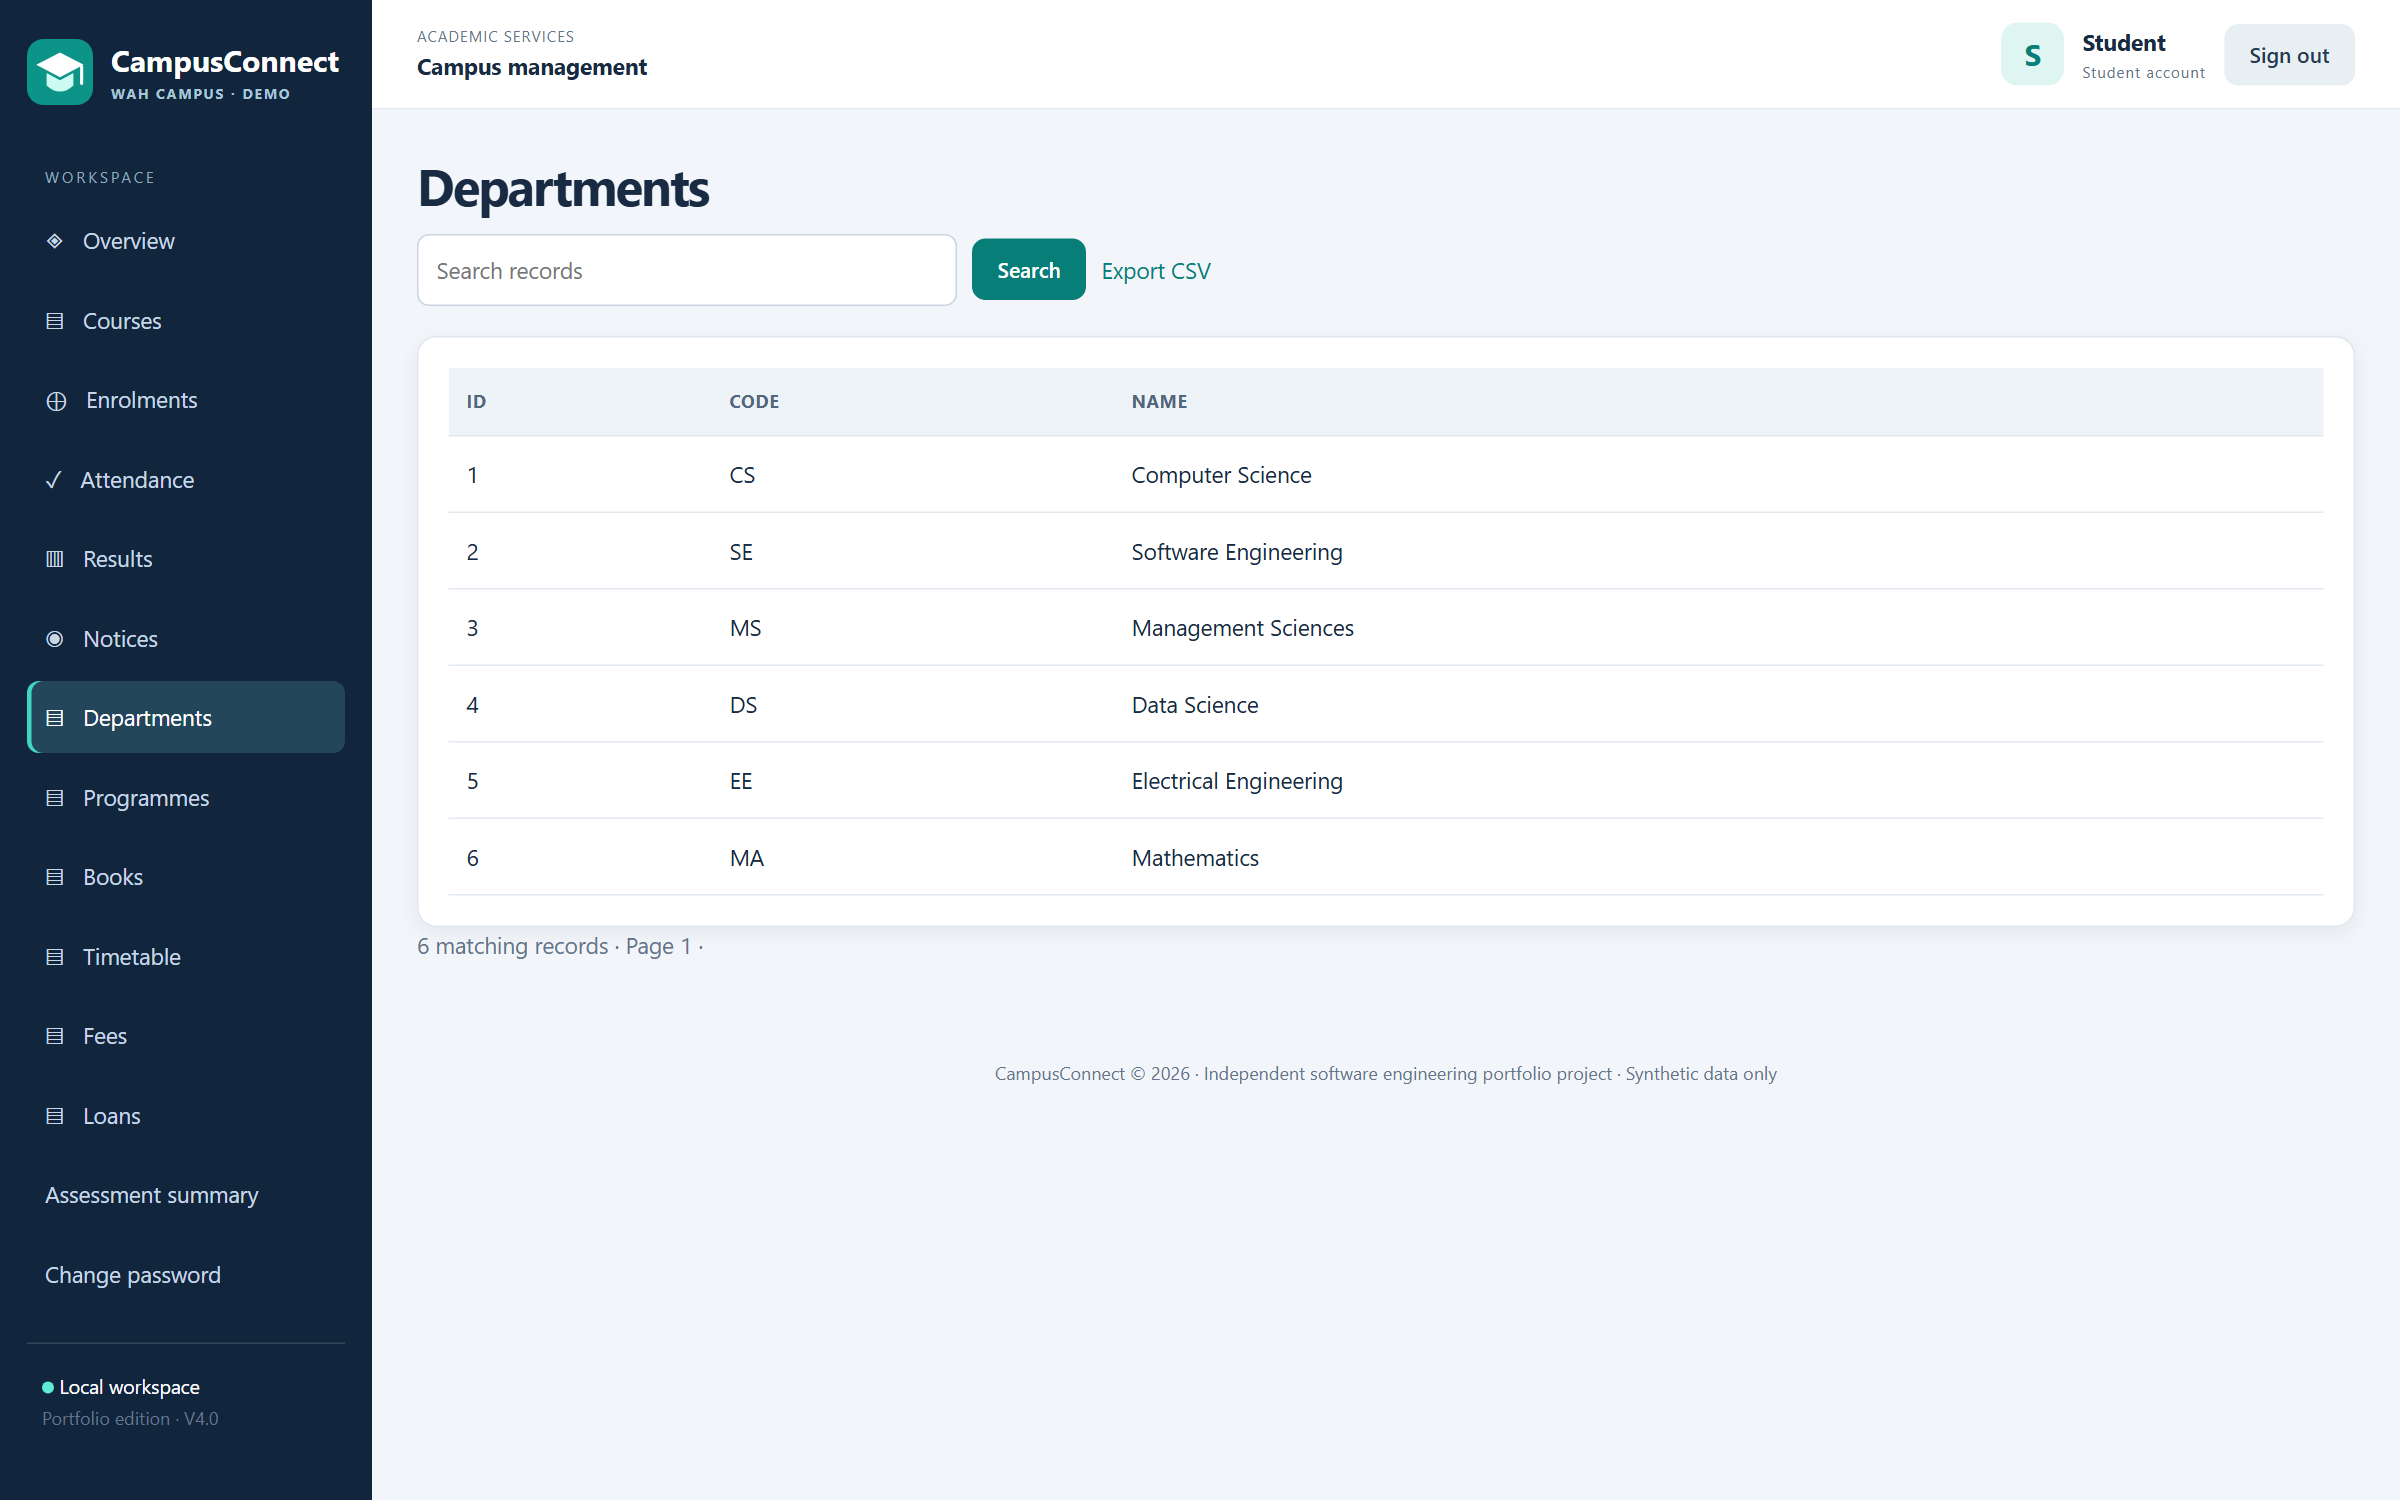 CampusConnect
WAH CAMPUS · DEMO
WORKSPACE
Overview
Courses
Enrolments
Attendance
Results
Notices
Departments
Programmes
Books
Timetable
Fees
Loans
Assessment summary
Change password
Local workspace
Portfolio edition · V4.0
ACADEMIC SERVICES
Campus management
S
Student
Student account
Sign out
Departments
Search records
Search
Export CSV
ID CODE NAME
1 CS Computer Science
2 SE Software Engineering
3 MS Management Sciences
4 DS Data Science
5 EE Electrical Engineering
6 MA Mathematics
6 matching records · Page 1 ·
CampusConnect © 2026 · Independent software engineering portfolio project · Synthetic data only